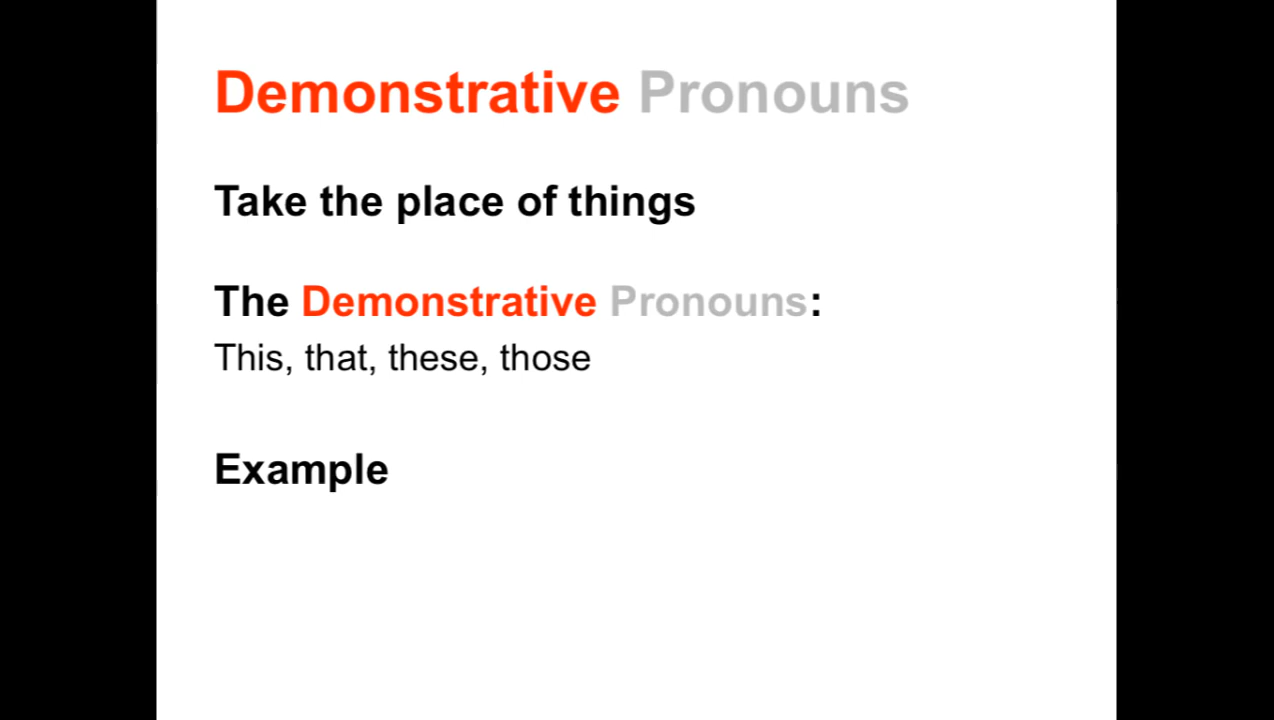 Demonstrative Pronouns
Take the place of things
The Demonstrative Pronouns:
This, that, these, those
Example